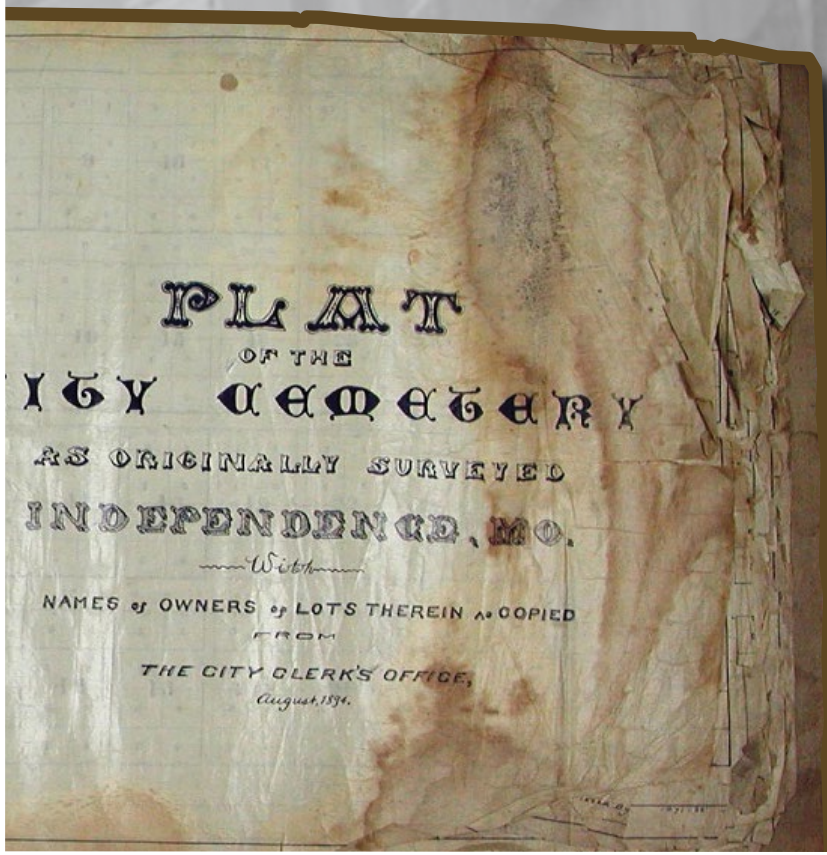 PLAT
OF THE
ITY CEMETERY
AS ORIGINALLY SURVEYED
INDEPENDENCE, MO.
With
NAMES of OWNERS of LOTS THEREIN as COPIED
FROM
THE CITY CLERK'S OFFICE,
August, 1894.